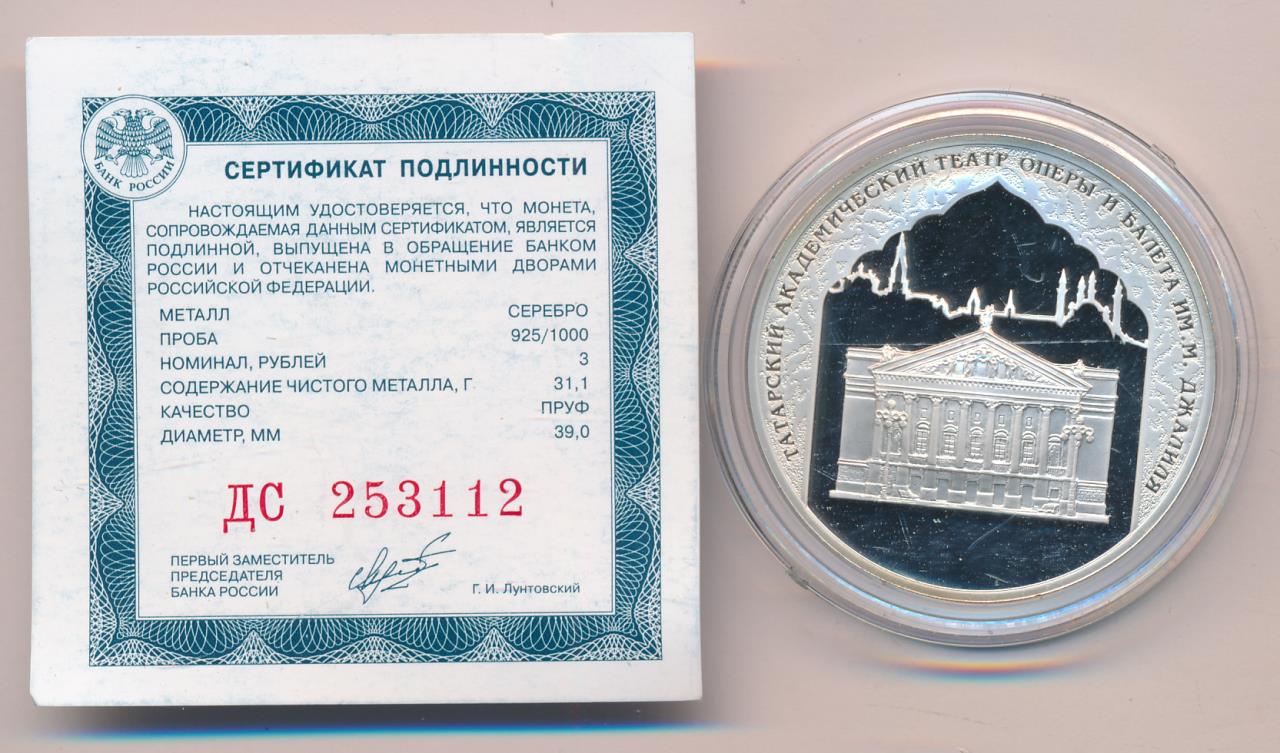 БАНК РОССИИ
СЕРТИФИКАТ ПОДЛИННОСТИ
НАСТОЯЩИМ УДОСТОВЕРЯЕТСЯ, ЧТО МОНЕТА,
СОПРОВОЖДАЕМАЯ ДАННЫМ СЕРТИФИКАТОМ, ЯВЛЯЕТСЯ
ПОДЛИННОЙ, ВЫПУЩЕНА В ОБРАЩЕНИЕ БАНКОМ
РОССИИ И ОТЧЕКАНЕНА МОНЕТНЫМИ ДВОРАМИ
РОССИЙСКОЙ ФЕДЕРАЦИИ.
МЕТАЛЛ СЕРЕБРО
ПРОБА 925/1000
НОМИНАЛ, РУБЛЕЙ 3
СОДЕРЖАНИЕ ЧИСТОГО МЕТАЛЛА, Г 31,1
КАЧЕСТВО ПРУФ
ДИАМЕТР, ММ 39,0
ДС 253112
ПЕРВЫЙ ЗАМЕСТИТЕЛЬ
ПРЕДСЕДАТЕЛЯ
БАНКА РОССИИ
Г. И. Лунтовский
ТАТАРСКИЙ АКАДЕМИЧЕСКИЙ ТЕАТР ОПЕРЫ И БАЛЕТА ИМ. М. ДЖАЛИЛЯ